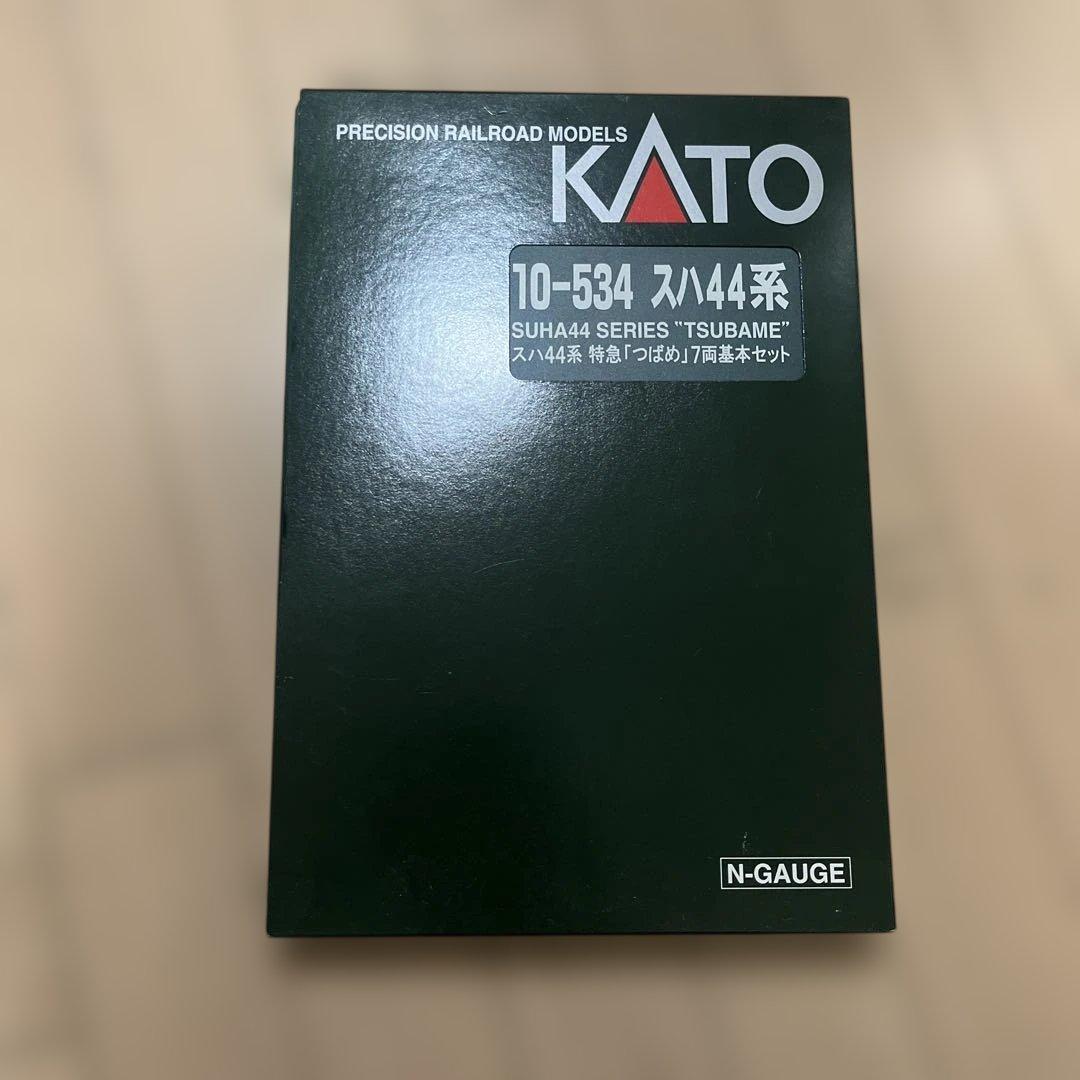 PRECISION RAILROAD MODELS
KATO
10-534 スハ44系
SUHA44 SERIES "TSUBAME"
スハ44系 特急「つばめ」7両基本セット
N-GAUGE